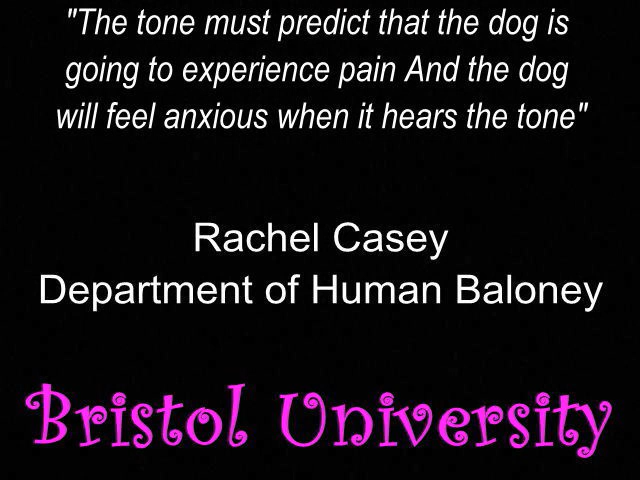 "The tone must predict that the dog is
going to experience pain And the dog
will feel anxious when it hears the tone"
Rachel Casey
Department of Human Baloney
Bristol University